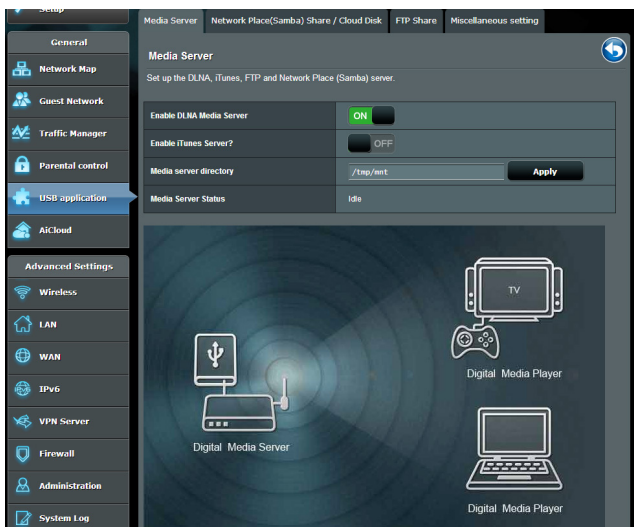 Setup
General
Network Map
Guest Network
Traffic Manager
Parental control
USB application
AiCloud
Advanced Settings
Wireless
LAN
WAN
IPv6
VPN Server
Firewall
Administration
System Log
Media Server
Network Place(Samba) Share / Cloud Disk
FTP Share
Miscellaneous setting
Media Server
Set up the DLNA, iTunes, FTP and Network Place (Samba) server.
Enable DLNA Media Server
ON
Enable iTunes Server?
OFF
Media server directory
/tmp/mnt
Apply
Media Server Status
Idle
TV
Digital Media Player
Digital Media Server
Digital Media Player